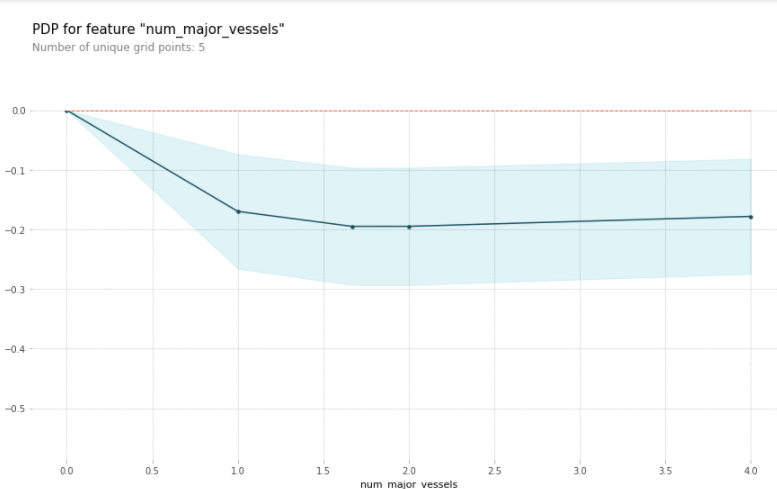 PDP for feature "num_major_vessels"
Number of unique grid points: 5
0.0
−0.1
−0.2
−0.3
−0.4
−0.5
0.0 0.5 1.0 1.5 2.0 2.5 3.0 3.5 4.0
num_major_vessels